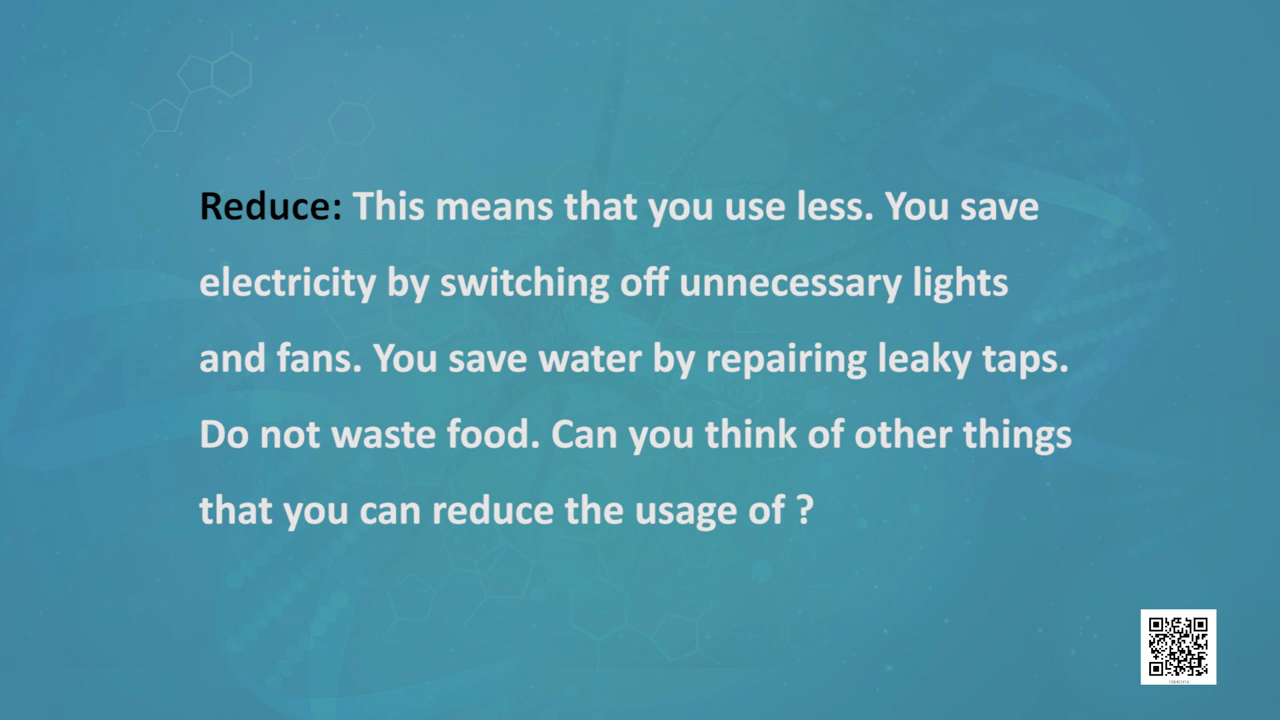 Reduce: This means that you use less. You save
electricity by switching off unnecessary lights
and fans. You save water by repairing leaky taps.
Do not waste food. Can you think of other things
that you can reduce the usage of ?